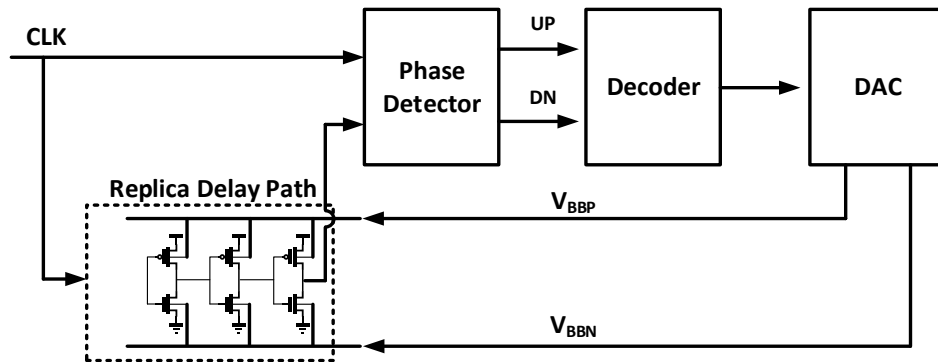 CLK
UP
Phase
Detector
DN
Decoder
DAC
Replica Delay Path
VBBP
VBBN